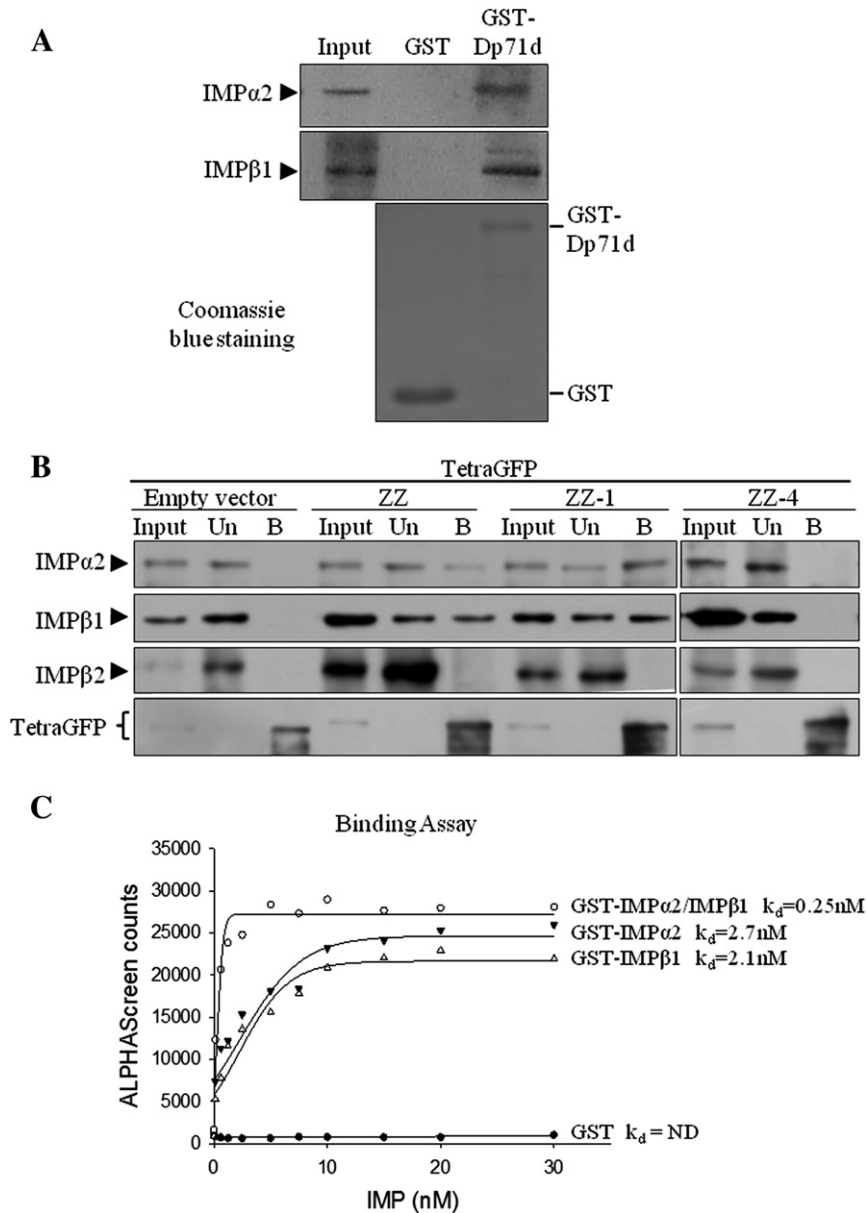 A
Input GST GST-
Dp71d
IMPα2
IMPβ1
GST-
Dp71d
Coomassie
blue staining
GST
B
TetraGFP
Empty vector ZZ ZZ-1 ZZ-4
Input Un B Input Un B Input Un B Input Un B
IMPα2
IMPβ1
IMPβ2
TetraGFP {
C
Binding Assay
ALPHAScreen counts
35000
30000
25000
20000
15000
10000
5000
0
GST-IMPα2/IMPβ1 kd=0.25nM
GST-IMPα2 kd=2.7nM
GST-IMPβ1 kd=2.1nM
GST kd = ND
0 10 20 30
IMP (nM)